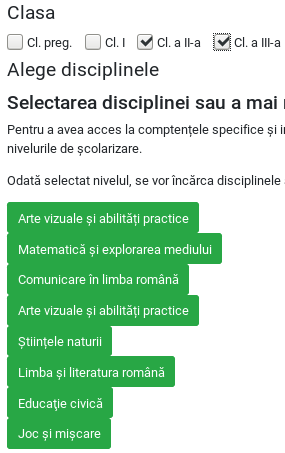 Clasa
Cl. preg. Cl. I Cl. a II-a Cl. a III-a
Alege disciplinele
Selectarea disciplinei sau a mai
Pentru a avea acces la comptențele specifice și
nivelurile de școlarizare.
Odată selectat nivelul, se vor încărca disciplinele
Arte vizuale și abilități practice
Matematică și explorarea mediului
Comunicare în limba română
Arte vizuale și abilități practice
Științele naturii
Limba și literatura română
Educaţie civică
Joc și mișcare